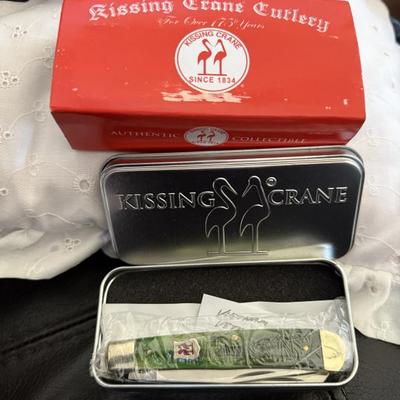 Kissing Crane Cutlery
For Over 175 Years
KISSING CRANE
SINCE 1834
AUTHENTIC COLLECTIBLE
KISSING CRANE